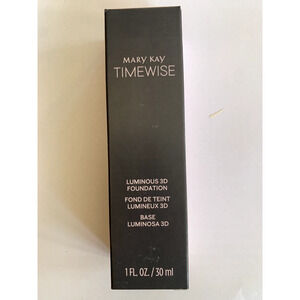 MARY KAY
TIMEWISE
LUMINOUS 3D
FOUNDATION
FOND DE TEINT
LUMINEUX 3D
BASE
LUMINOSA 3D
1 FL. OZ. / 30 ml